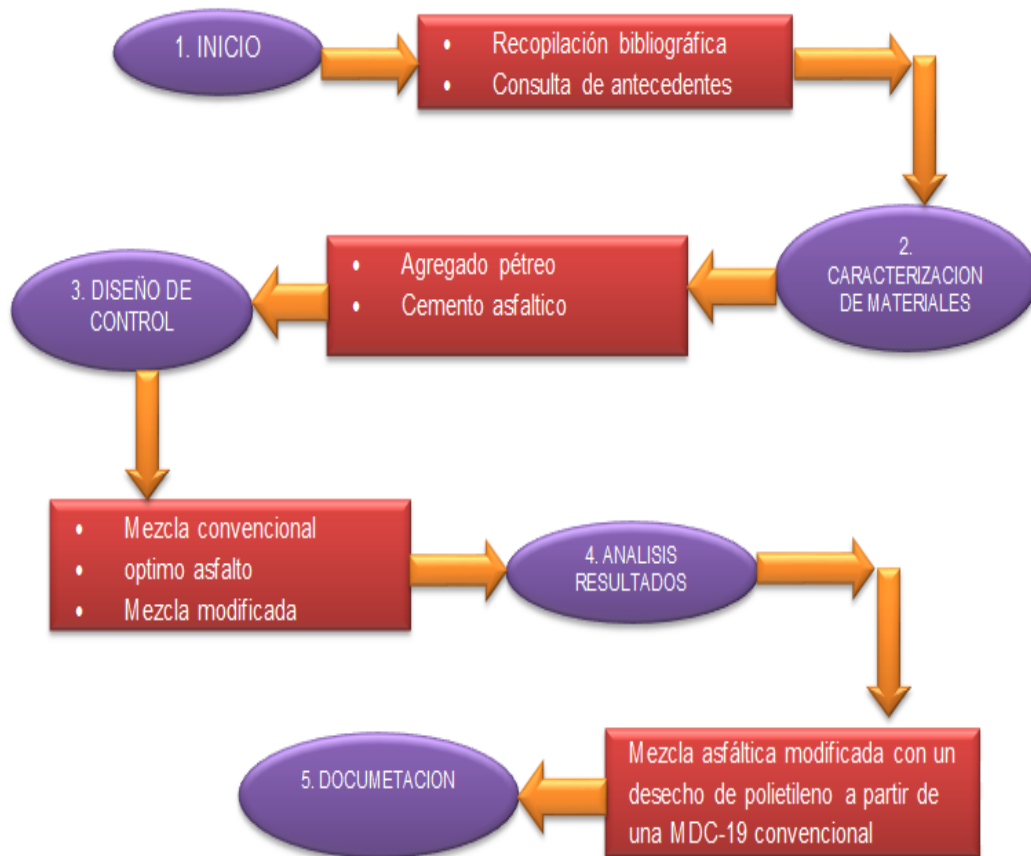 1. INICIO
• Recopilación bibliográfica
• Consulta de antecedentes
2.
CARACTERIZACION
DE MATERIALES
• Agregado pétreo
• Cemento asfaltico
3. DISEÑO DE
CONTROL
• Mezcla convencional
• optimo asfalto
• Mezcla modificada
4. ANALISIS
RESULTADOS
Mezcla asfáltica modificada con un
desecho de polietileno a partir de
una MDC-19 convencional
5. DOCUMETACION